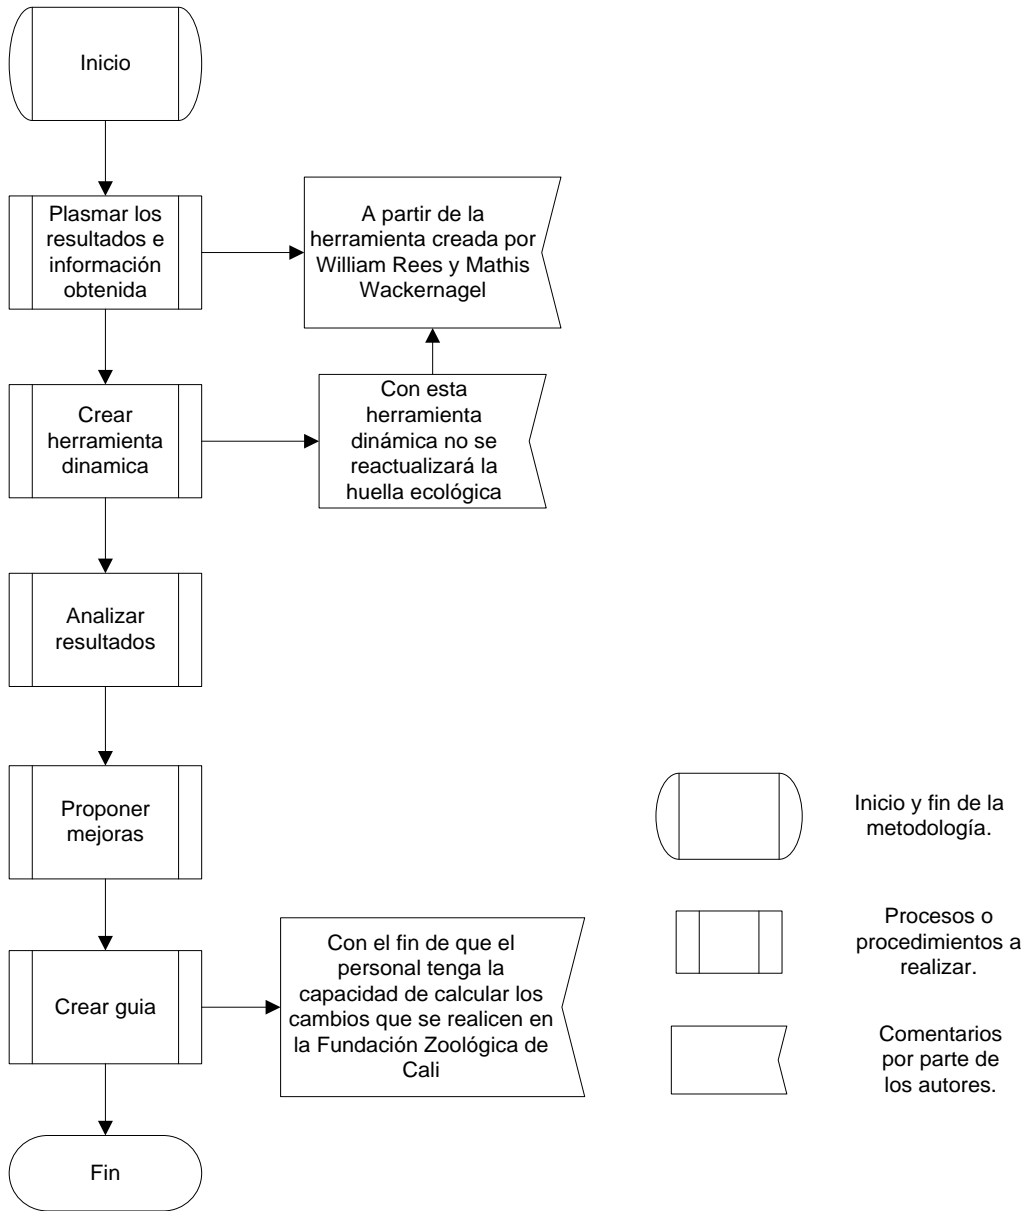 Inicio
Plasmar los
resultados e
información
obtenida
A partir de la
herramienta creada por
William Rees y Mathis
Wackernagel
Crear
herramienta
dinamica
Con esta
herramienta
dinámica no se
reactualizará la
huella ecológica
Analizar
resultados
Proponer
mejoras
Crear guia
Con el fin de que el
personal tenga la
capacidad de calcular los
cambios que se realicen en
la Fundación Zoológica de
Cali
Fin
Inicio y fin de la
metodología.
Procesos o
procedimientos a
realizar.
Comentarios
por parte de
los autores.